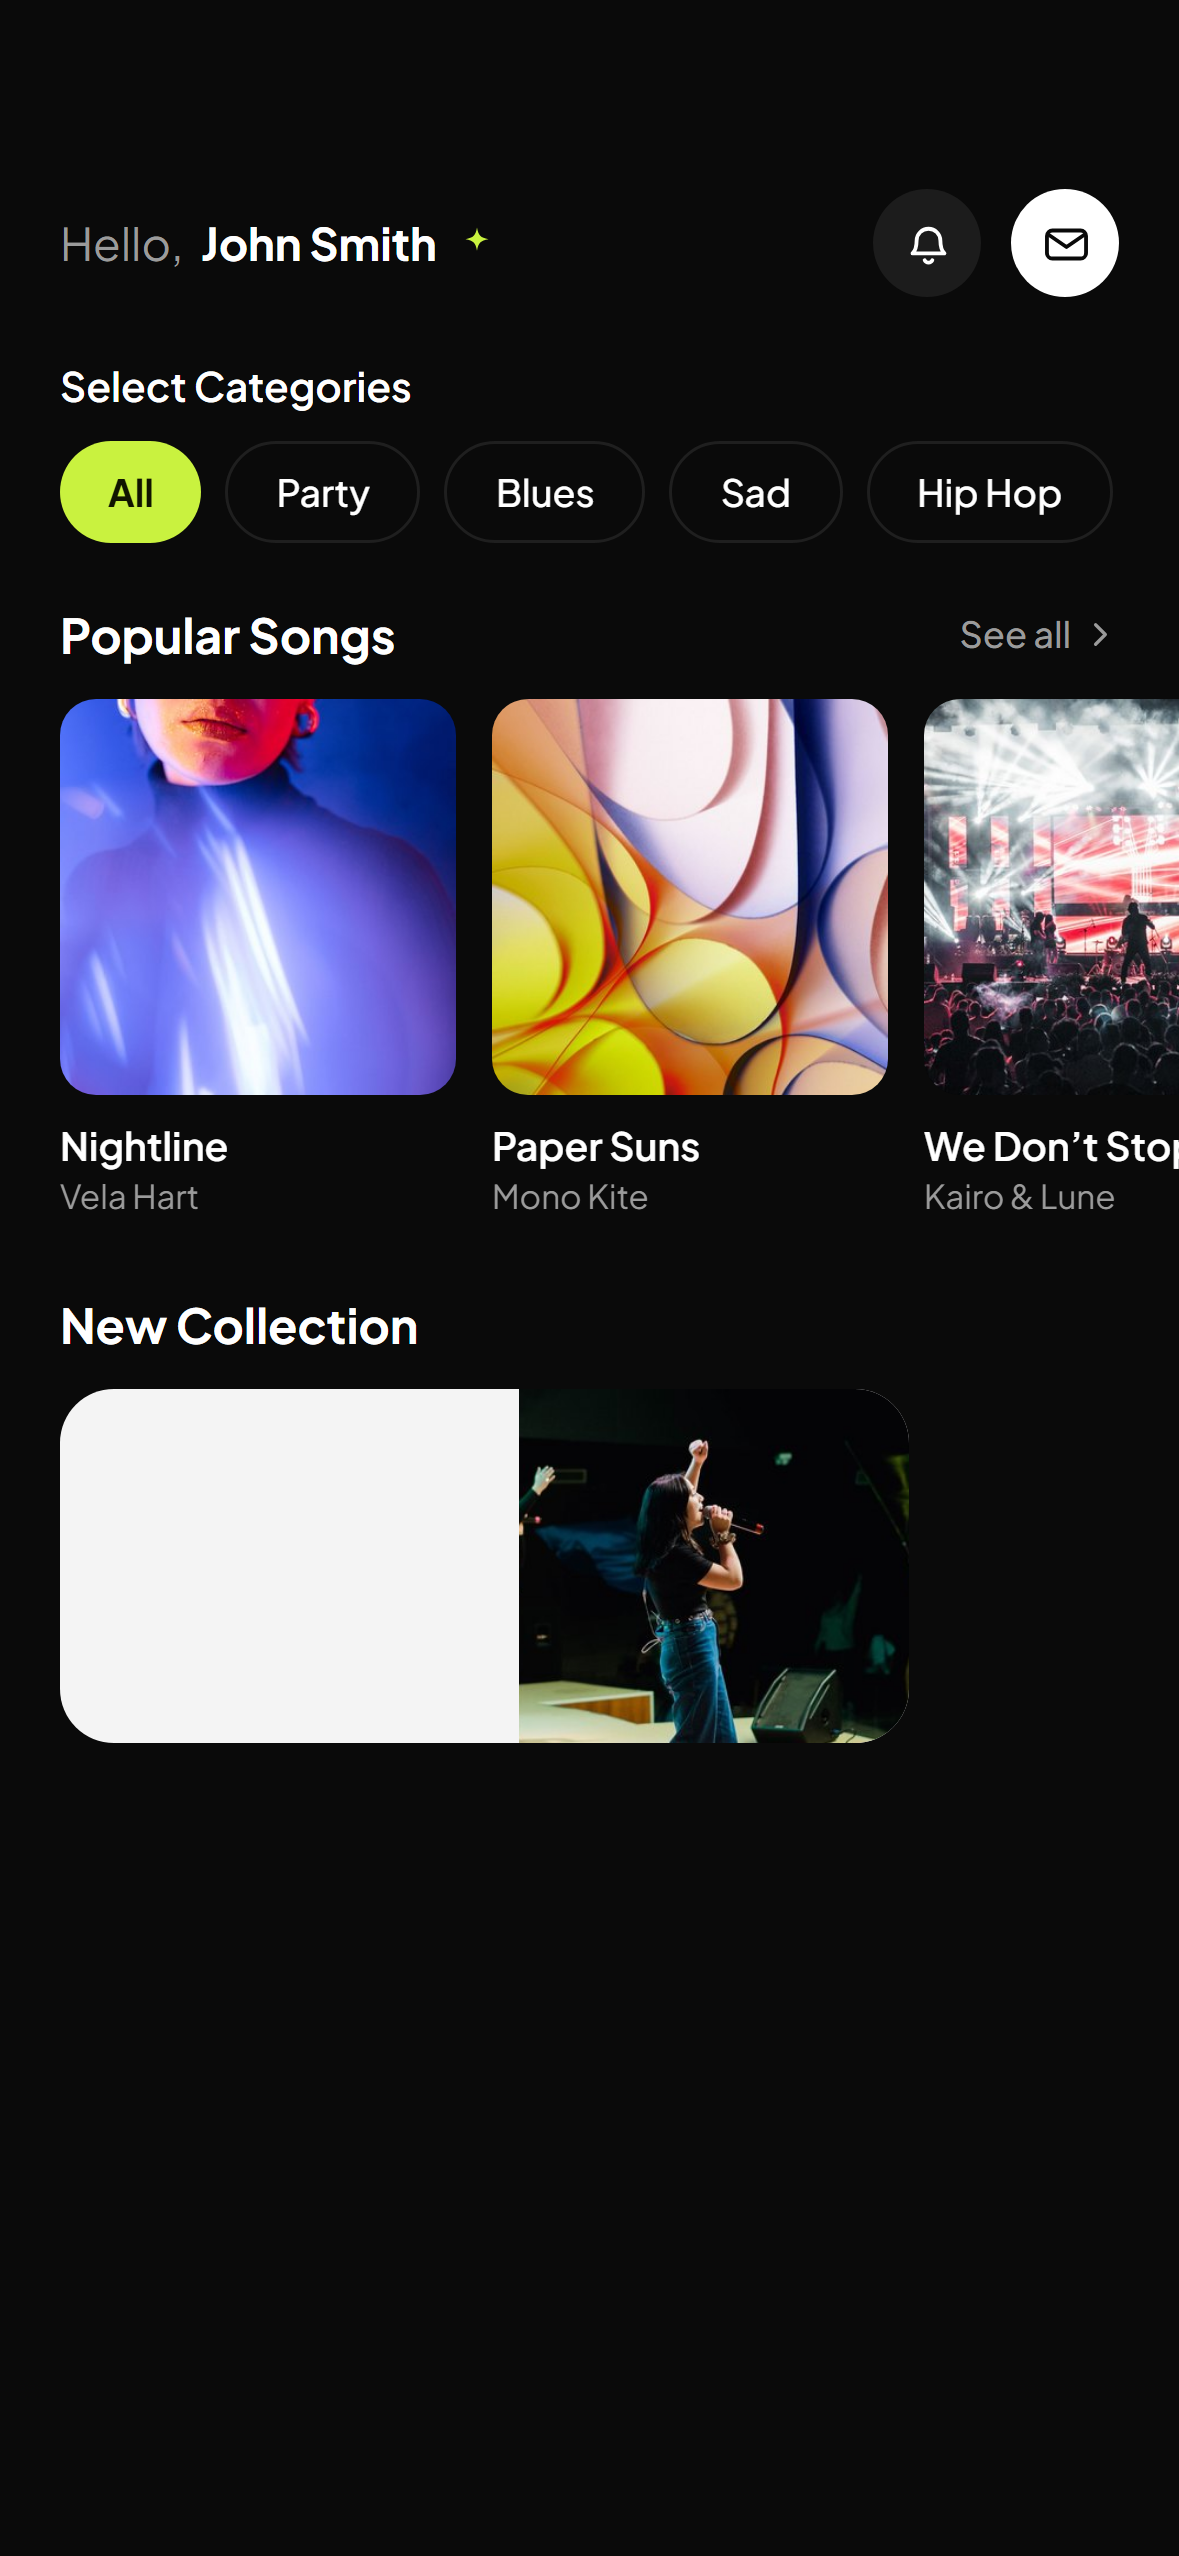 Hello, John Smith
Select Categories
All Party Blues Sad Hip Hop
Popular Songs See all
Nightline Paper Suns We Don’t Stop
Vela Hart Mono Kite Kairo & Lune
New Collection